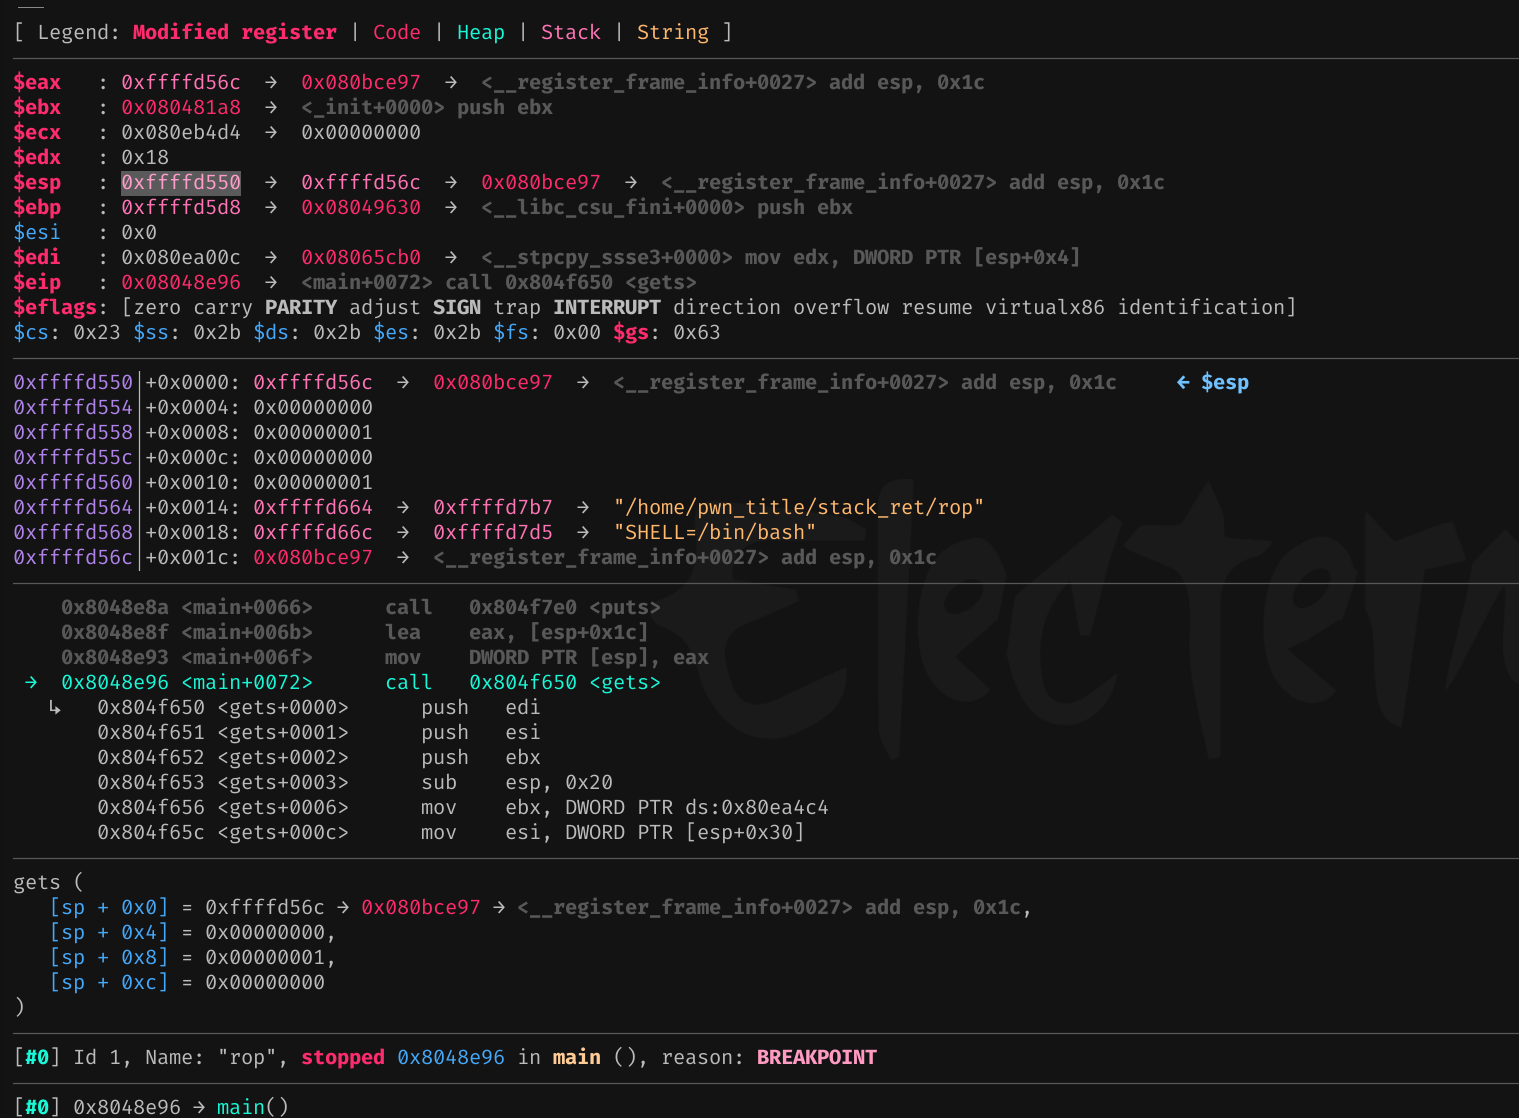 [ Legend: Modified register | Code | Heap | Stack | String ]
$eax   : 0xffffd56c  →  0x080bce97  →  <__register_frame_info+0027> add esp, 0x1c
$ebx   : 0x080481a8  →  <_init+0000> push ebx
$ecx   : 0x080eb4d4  →  0x00000000
$edx   : 0x18
$esp   : 0xffffd550  →  0xffffd56c  →  0x080bce97  →  <__register_frame_info+0027> add esp, 0x1c
$ebp   : 0xffffd5d8  →  0x08049630  →  <__libc_csu_fini+0000> push ebx
$esi   : 0x0
$edi   : 0x080ea00c  →  0x08065cb0  →  <__stpcpy_ssse3+0000> mov edx, DWORD PTR [esp+0x4]
$eip   : 0x08048e96  →  <main+0072> call 0x804f650 <gets>
$eflags: [zero carry PARITY adjust SIGN trap INTERRUPT direction overflow resume virtualx86 identification]
$cs: 0x23 $ss: 0x2b $ds: 0x2b $es: 0x2b $fs: 0x00 $gs: 0x63
0xffffd550│+0x0000: 0xffffd56c  →  0x080bce97  →  <__register_frame_info+0027> add esp, 0x1c     ← $esp
0xffffd554│+0x0004: 0x00000000
0xffffd558│+0x0008: 0x00000001
0xffffd55c│+0x000c: 0x00000000
0xffffd560│+0x0010: 0x00000001
0xffffd564│+0x0014: 0xffffd664  →  0xffffd7b7  →  "/home/pwn_title/stack_ret/rop"
0xffffd568│+0x0018: 0xffffd66c  →  0xffffd7d5  →  "SHELL=/bin/bash"
0xffffd56c│+0x001c: 0x080bce97  →  <__register_frame_info+0027> add esp, 0x1c
0x8048e8a <main+0066>      call   0x804f7e0 <puts>
0x8048e8f <main+006b>      lea    eax, [esp+0x1c]
0x8048e93 <main+006f>      mov    DWORD PTR [esp], eax
→  0x8048e96 <main+0072>      call   0x804f650 <gets>
↳   0x804f650 <gets+0000>      push   edi
0x804f651 <gets+0001>      push   esi
0x804f652 <gets+0002>      push   ebx
0x804f653 <gets+0003>      sub    esp, 0x20
0x804f656 <gets+0006>      mov    ebx, DWORD PTR ds:0x80ea4c4
0x804f65c <gets+000c>      mov    esi, DWORD PTR [esp+0x30]
gets (
[sp + 0x0] = 0xffffd56c → 0x080bce97 → <__register_frame_info+0027> add esp, 0x1c,
[sp + 0x4] = 0x00000000,
[sp + 0x8] = 0x00000001,
[sp + 0xc] = 0x00000000
)
[#0] Id 1, Name: "rop", stopped 0x8048e96 in main (), reason: BREAKPOINT
[#0] 0x8048e96 → main()